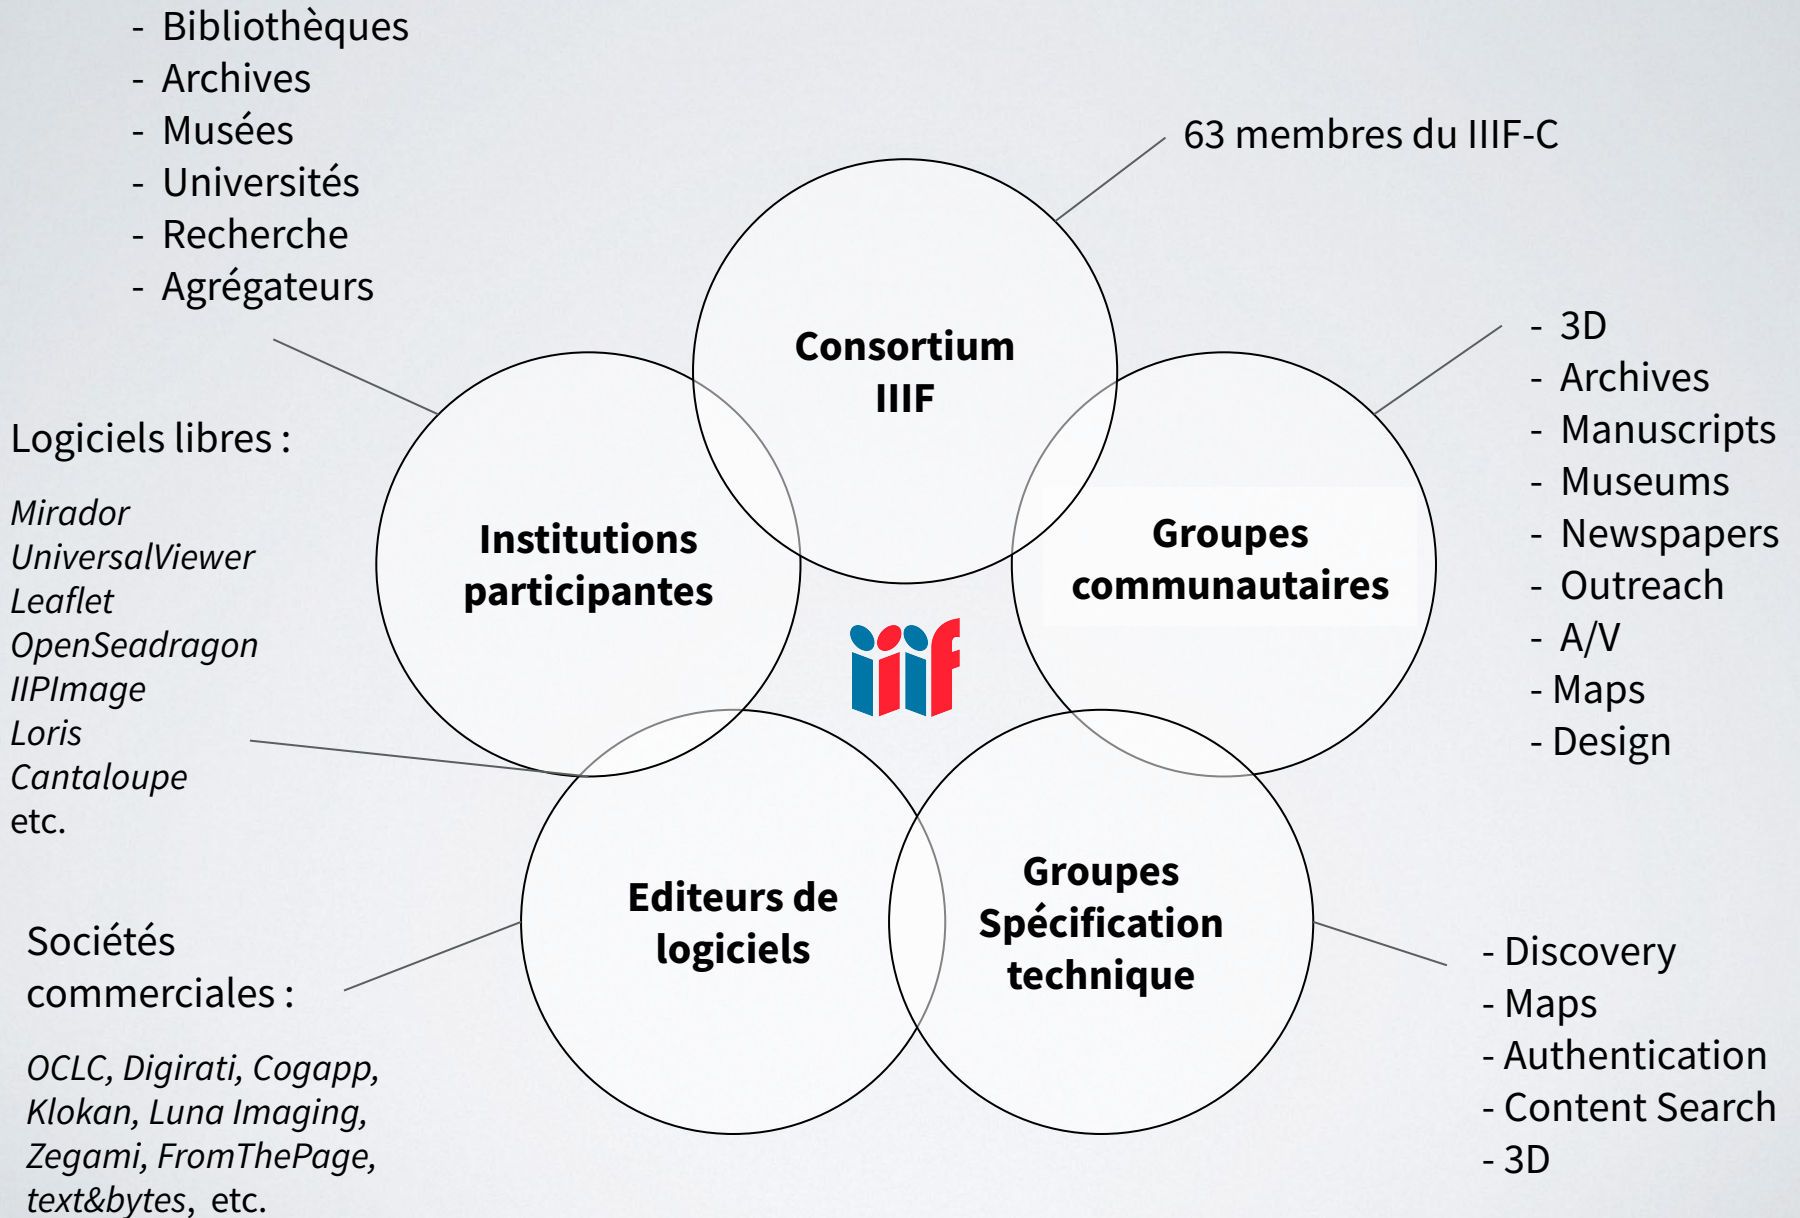 - Bibliothèques
- Archives
- Musées
- Universités
- Recherche
- Agrégateurs
63 membres du IIIF-C
Consortium
IIIF
- 3D
- Archives
- Manuscripts
- Museums
- Newspapers
- Outreach
- A/V
- Maps
- Design
Logiciels libres :
Mirador
UniversalViewer
Leaflet
OpenSeadragon
IIPImage
Loris
Cantaloupe
etc.
Institutions
participantes
Groupes
communautaires
iiif
Editeurs de
logiciels
Groupes
Spécification
technique
Sociétés
commerciales :
OCLC, Digirati, Cogapp,
Klokan, Luna Imaging,
Zegami, FromThePage,
text&bytes, etc.
- Discovery
- Maps
- Authentication
- Content Search
- 3D